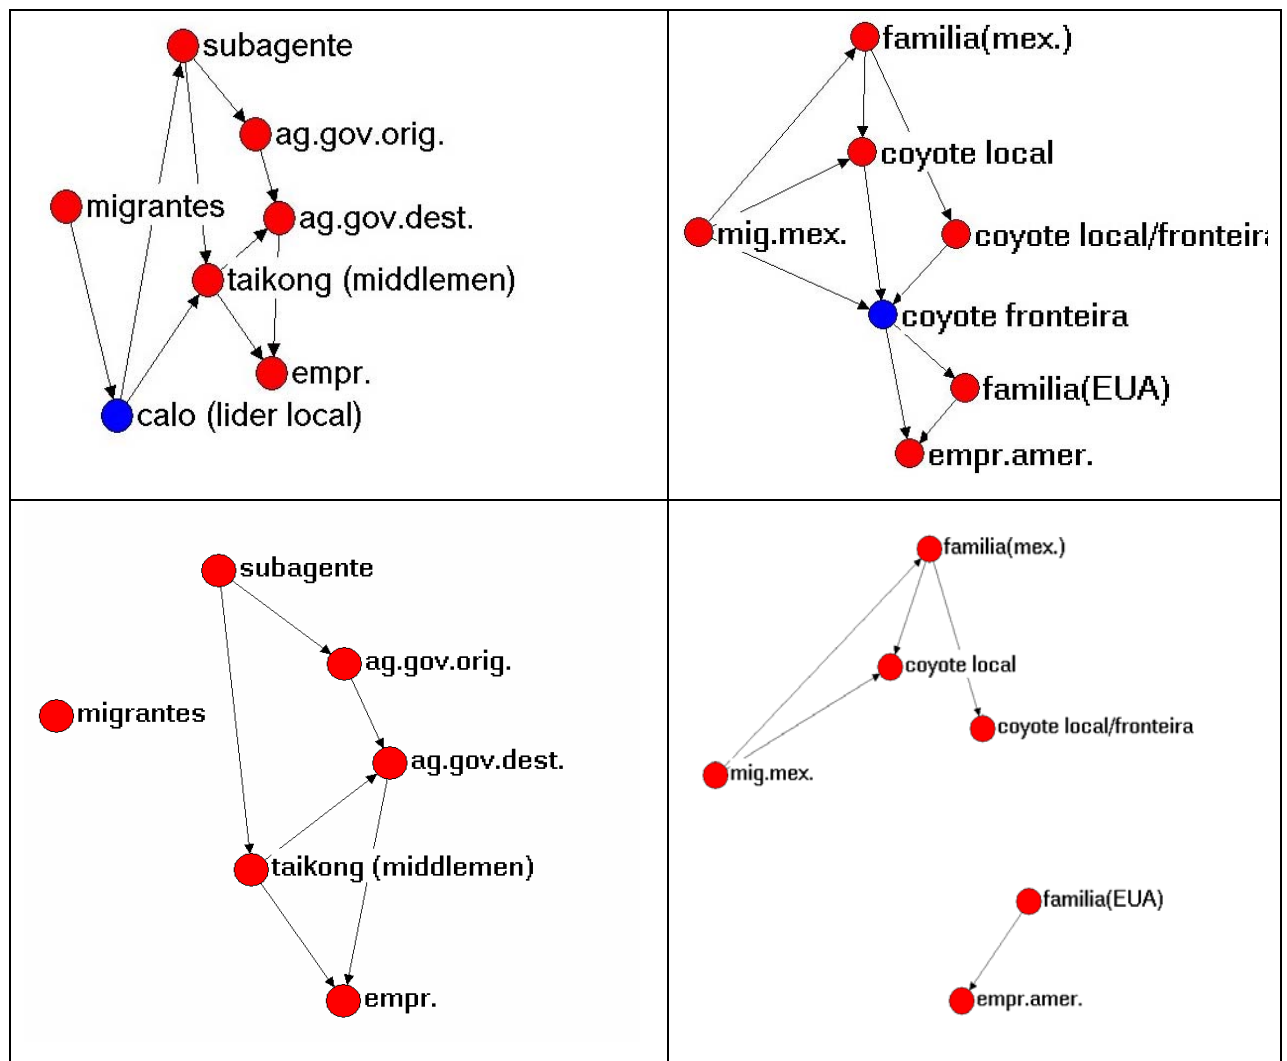 subagente
ag.gov.orig.
migrantes
ag.gov.dest.
taikong (middlemen)
empr.
calo (lider local)
familia(mex.)
coyote local
mig.mex.
coyote local/fronteira
coyote fronteira
familia(EUA)
empr.amer.
subagente
ag.gov.orig.
migrantes
ag.gov.dest.
taikong (middlemen)
empr.
familia(mex.)
coyote local
coyote local/fronteira
mig.mex.
familia(EUA)
empr.amer.